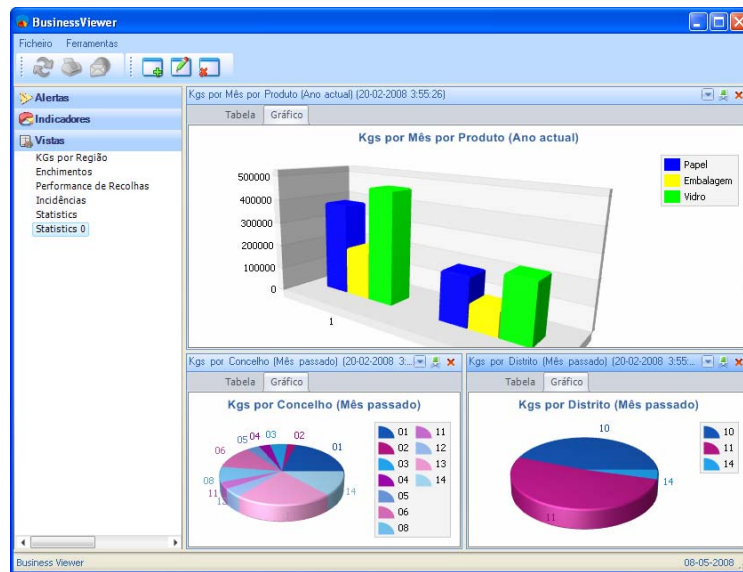 BusinessViewer
Ficheiro Ferramentas
Alertas
Indicadores
Vistas
KGs por Região
Enchimentos
Performance de Recolhas
Incidências
Statistics
Statistics 0
Kgs por Mês por Produto (Ano actual) (20-02-2008 3:55:26)
Tabela Gráfico
Kgs por Mês por Produto (Ano actual)
500000
400000
300000
200000
100000
0
1
Papel
Embalagem
Vidro
Kgs por Concelho (Mês passado) (20-02-2008 3:...
Tabela Gráfico
Kgs por Concelho (Mês passado)
06
05
04
03
02
01
08
11
12
14
01 11
02 12
03 13
04 14
05
06
08
Kgs por Distrito (Mês passado) (20-02-2008 3:55:...
Tabela Gráfico
Kgs por Distrito (Mês passado)
10
14
11
10
11
14
Business Viewer
08-05-2008